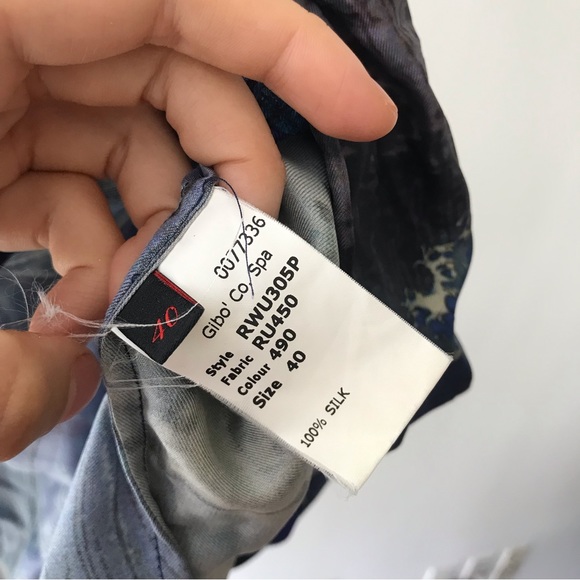 0077336
Gibo' Co. Spa
Style RWU305P
Fabric RU450
Colour 490
Size 40
100% SILK
40